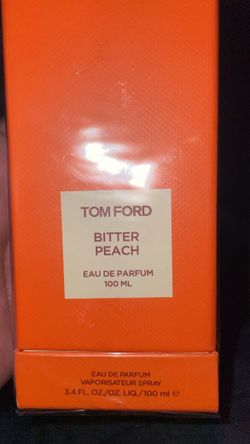 TOM FORD
BITTER
PEACH
EAU DE PARFUM
100 ML
EAU DE PARFUM
VAPORISATEUR SPRAY
3.4 FL. OZ./OZ. LIQ./100 ml ℮